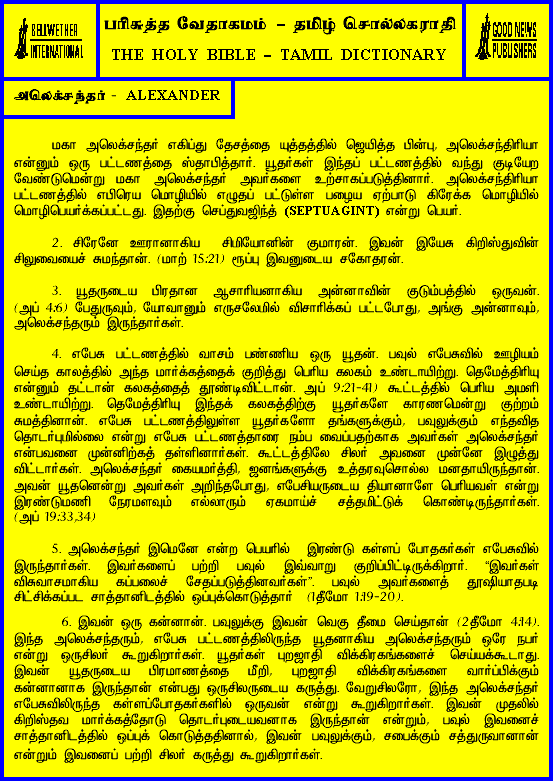 BELLWETHER
INTERNATIONAL
பரிசுத்த வேதாகமம் – தமிழ் சொல்லகராதி
THE HOLY BIBLE – TAMIL DICTIONARY
GOOD NEWS
PUBLISHERS
அலெக்சந்தர் - ALEXANDER
மகா அலெக்சந்தர் எகிப்து தேசத்தை யுத்தத்தில் ஜெயித்த பின்பு, அலெக்சந்திரியா
என்னும் ஒரு பட்டணத்தை ஸ்தாபித்தார். யூதர்கள் இந்தப் பட்டணத்தில் வந்து குடியேற
வேண்டுமென்று மகா அலெக்சந்தர் அவர்களை உற்சாகப்படுத்தினார். அலெக்சந்திரியா
பட்டணத்தில் எபிரெய மொழியில் எழுதப் பட்டுள்ள பழைய ஏற்பாடு கிரேக்க மொழியில்
மொழிபெயர்க்கப்பட்டது. இதற்கு செப்துவஜிந்த் (SEPTUAGINT) என்று பெயர்.
2. சிரேனே ஊரானாகிய சிமியோனின் குமாரன். இவன் இயேசு கிறிஸ்துவின்
சிலுவையைச் சுமந்தான். (மாற் 15:21) ரூப்பு இவனுடைய சகோதரன்.
3. யூதருடைய பிரதான ஆசாரியனாகிய அன்னாவின் குடும்பத்தில் ஒருவன்.
(அப் 4:6) பேதுருவும், யோவானும் எருசலேமில் விசாரிக்கப் பட்டபோது, அங்கு அன்னாவும்,
அலெக்சந்தரும் இருந்தார்கள்.
4. எபேசு பட்டணத்தில் வாசம் பண்ணிய ஒரு யூதன். பவுல் எபேசுவில் ஊழியம்
செய்த காலத்தில் அந்த மார்க்கத்தைக் குறித்து பெரிய கலகம் உண்டாயிற்று. தெமேத்திரியு
என்னும் தட்டான் கலகத்தைத் தூண்டிவிட்டான். அப் 9:21-41) கூட்டத்தில் பெரிய அமளி
உண்டாயிற்று. தெமேத்திரியு இந்தக் கலகத்திற்கு யூதர்களே காரணமென்று குற்றம்
சுமத்தினான். எபேசு பட்டணத்திலுள்ள யூதர்களோ தங்களுக்கும், பவுலுக்கும் எந்தவித
தொடர்புமில்லை என்று எபேசு பட்டணத்தாரை நம்ப வைப்பதற்காக அவர்கள் அலெக்சந்தர்
என்பவனை முன்னிற்கத் தள்ளினார்கள். கூட்டத்திலே சிலர் அவனை முன்னே இழுத்து
விட்டார்கள். அலெக்சந்தர் கையமர்த்தி, ஜனங்களுக்கு உத்தரவுசொல்ல மனதாயிருந்தான்.
அவன் யூதனென்று அவர்கள் அறிந்தபோது, எபேசியருடைய தியானாளே பெரியவள் என்று
இரண்டுமணி நேரமளவும் எல்லாரும் ஏகமாய்ச் சத்தமிட்டுக் கொண்டிருந்தார்கள்.
(அப் 19:33,34)
5. அலெக்சந்தர் இமெனே என்ற பெயரில் இரண்டு கள்ளப் போதகர்கள் எபேசுவில்
இருந்தார்கள். இவர்களைப் பற்றி பவுல் இவ்வாறு குறிப்பிட்டிருக்கிறார். “இவர்கள்
விசுவாசமாகிய கப்பலைச் சேதப்படுத்தினவர்கள்”. பவுல் அவர்களைத் தூஷியாதபடி
சிட்சிக்கப்பட சாத்தானிடத்தில் ஒப்புக்கொடுத்தார் (1தீமோ 1:19-20).
6. இவன் ஒரு கன்னான். பவுலுக்கு இவன் வெகு தீமை செய்தான் (2தீமோ 4:14).
இந்த அலெக்சந்தரும், எபேசு பட்டணத்திலிருந்த யூதனாகிய அலெக்சந்தரும் ஒரே நபர்
என்று ஒருசிலர் கூறுகிறார்கள். யூதர்கள் புறஜாதி விக்கிரகங்களைச் செய்யக்கூடாது.
இவன் யூதருடைய பிரமாணத்தை மீறி, புறஜாதி விக்கிரகங்களை வார்ப்பிக்கும்
கன்னானாக இருந்தான் என்பது ஒருசிலருடைய கருத்து. வேறுசிலரோ, இந்த அலெக்சந்தர்
எபேசுவிலிருந்த கள்ளப்போதகர்களில் ஒருவன் என்று கூறுகிறார்கள். இவன் முதலில்
கிறிஸ்தவ மார்க்கத்தோடு தொடர்புடையவனாக இருந்தான் என்றும், பவுல் இவனைச்
சாத்தானிடத்தில் ஒப்புக் கொடுத்ததினால், இவன் பவுலுக்கும், சபைக்கும் சத்துருவானான்
என்றும் இவனைப் பற்றி சிலர் கருத்து கூறுகிறார்கள்.